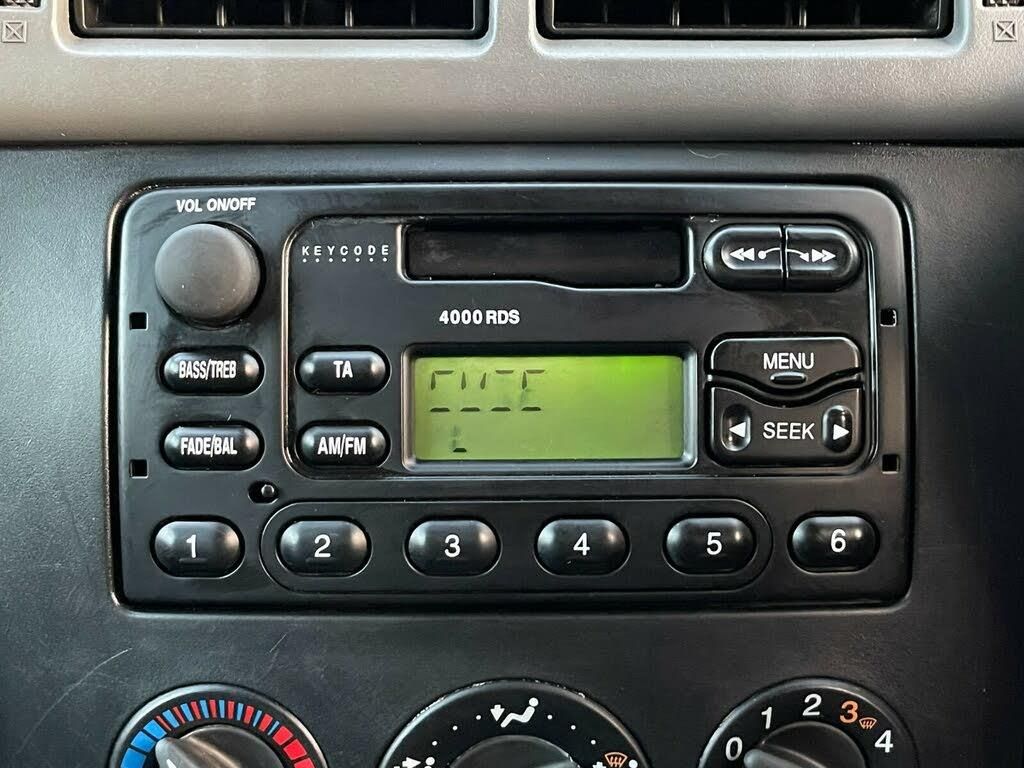 VOL ON/OFF
KEYCODE
4000 RDS
BASS/TREB
TA
MENU
FADE/BAL
AM/FM
SEEK
1 2 3 4 5 6
0 1 2 3 4